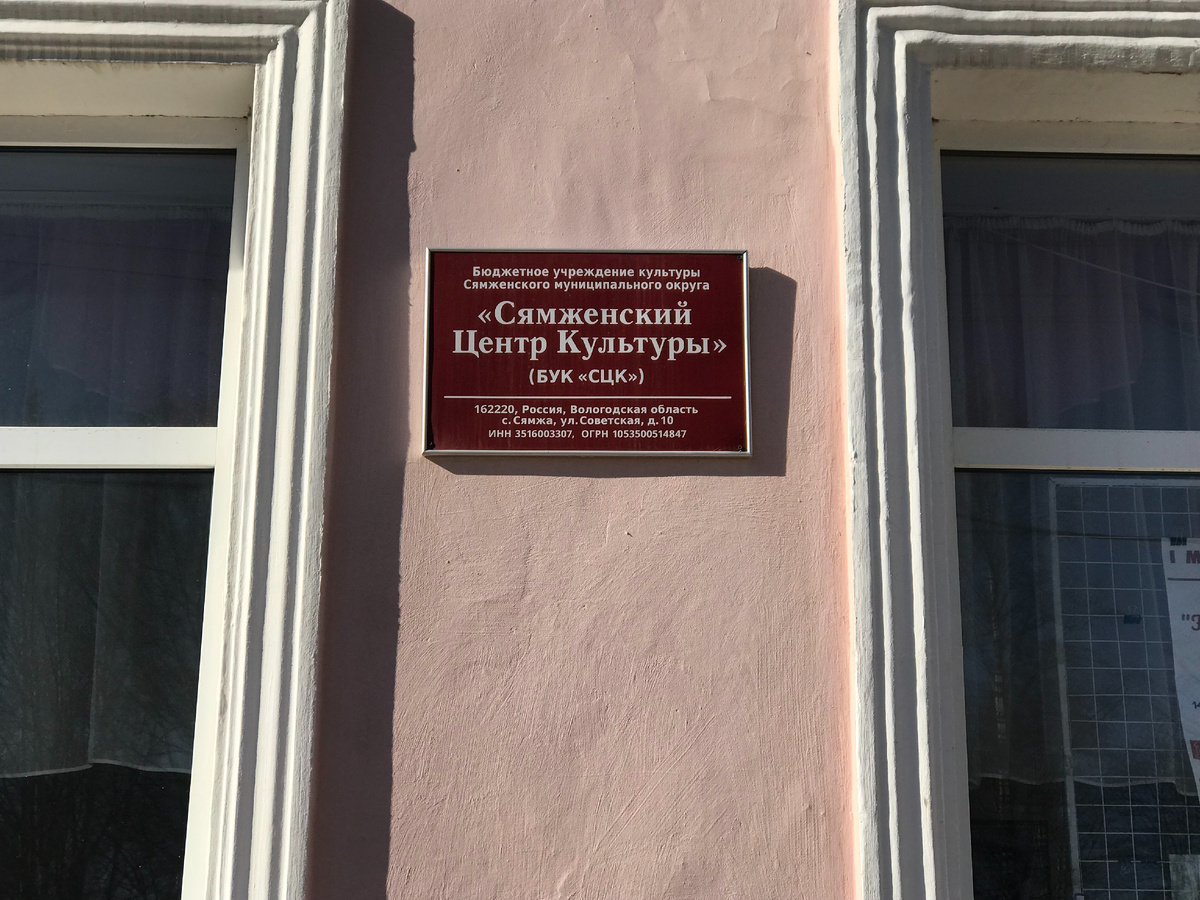 Бюджетное учреждение культуры
Сямженского муниципального округа
«Сямженский
Центр Культуры»
(БУК «СЦК»)
162220, Россия, Вологодская область
с. Сямжа, ул. Советская, д. 10
ИНН 3516003307, ОГРН 1053500514847